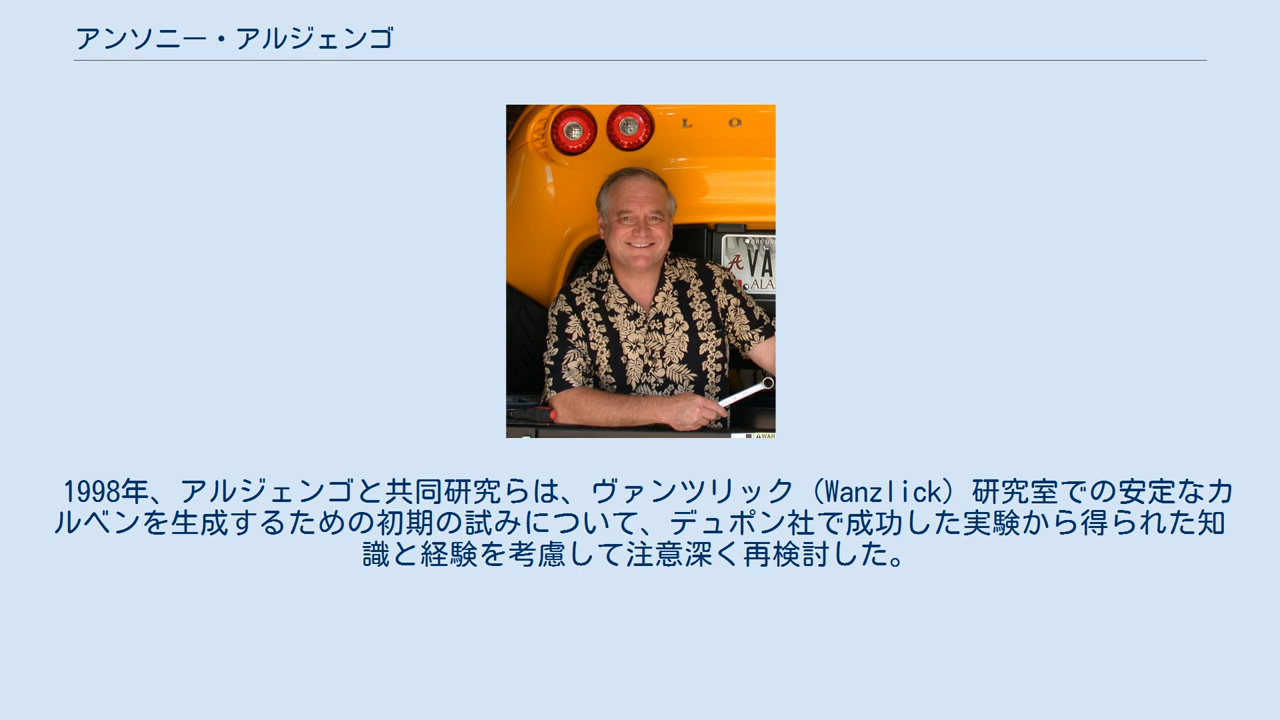 アンソニー・アルジェンゴ
L O
VA
ALA
1998年、アルジェンゴと共同研究らは、ヴァンツリック（Wanzlick）研究室での安定なカ
ルベンを生成するための初期の試みについて、デュポン社で成功した実験から得られた知
識と経験を考慮して注意深く再検討した。